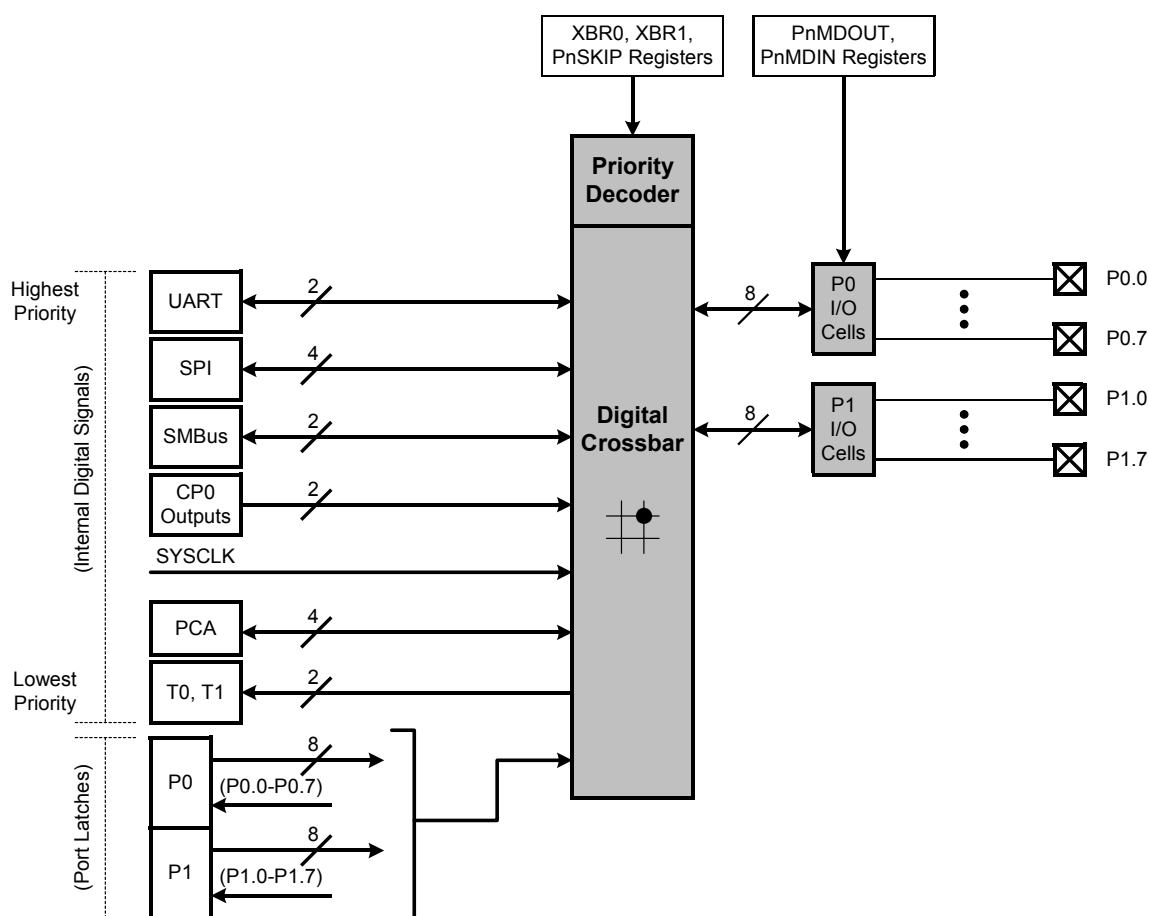 XBR0, XBR1,
PnSKIP Registers
PnMDOUT,
PnMDIN Registers
Priority
Decoder
Highest
Priority
(Internal Digital Signals)
UART
2
SPI
4
SMBus
2
CP0
Outputs
2
SYSCLK
PCA
4
Lowest
Priority
T0, T1
2
Digital
Crossbar
8
P0
I/O
Cells
P0.0
P0.7
8
P1
I/O
Cells
P1.0
P1.7
(Port Latches)
P0
8
(P0.0-P0.7)
P1
8
(P1.0-P1.7)